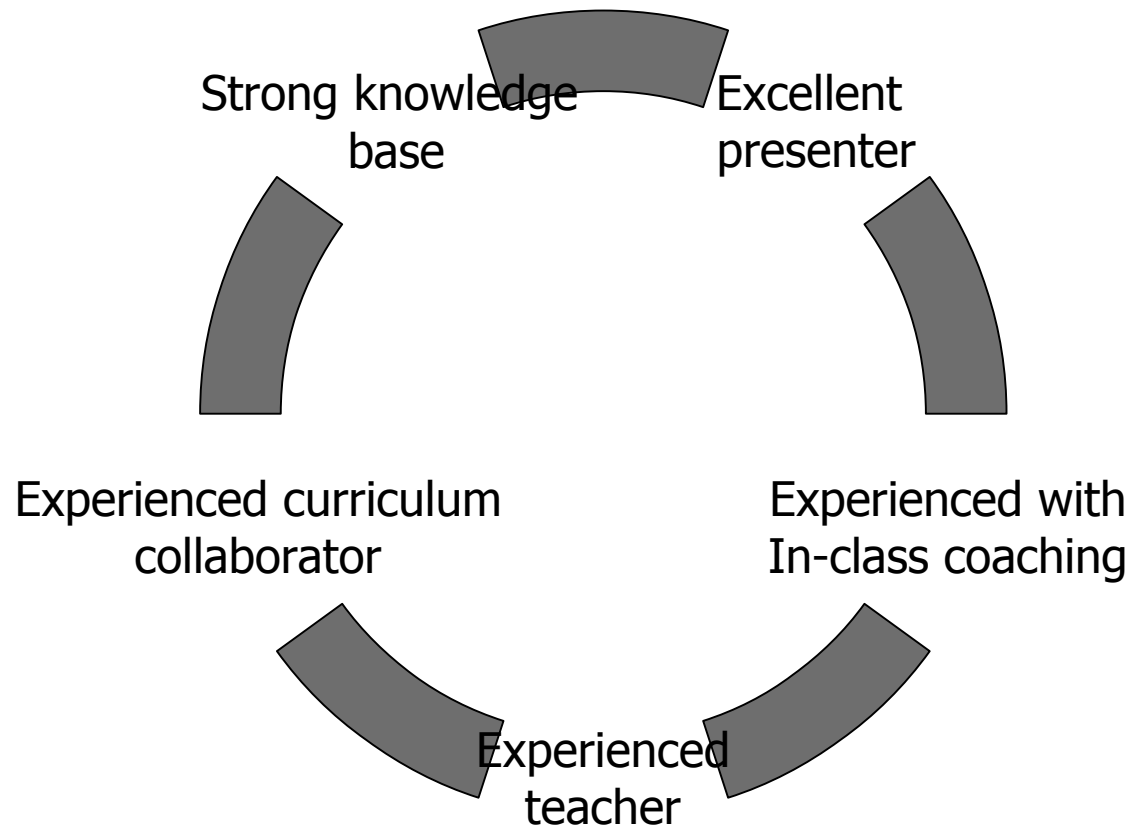 Strong knowledge
base
Excellent
presenter
Experienced curriculum
collaborator
Experienced with
In-class coaching
Experienced
teacher